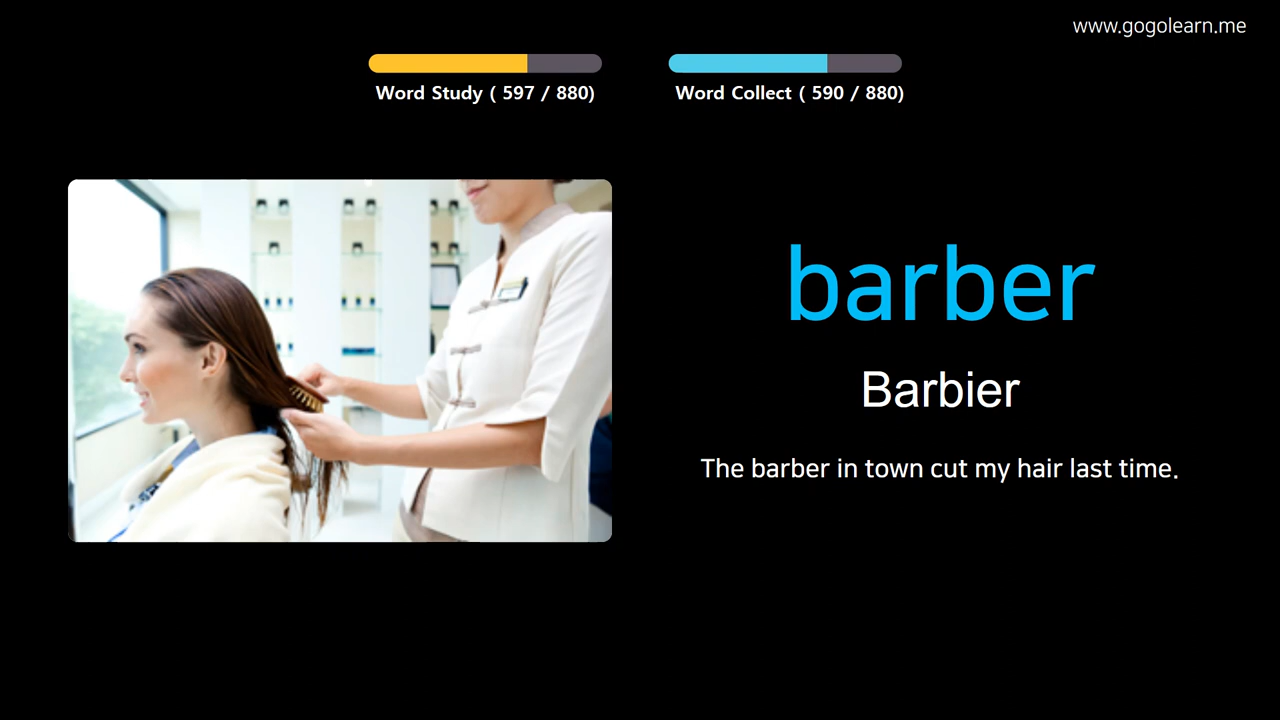 www.gogolearn.me
Word Study ( 597 / 880)
Word Collect ( 590 / 880)
barber
Barbier
The barber in town cut my hair last time.